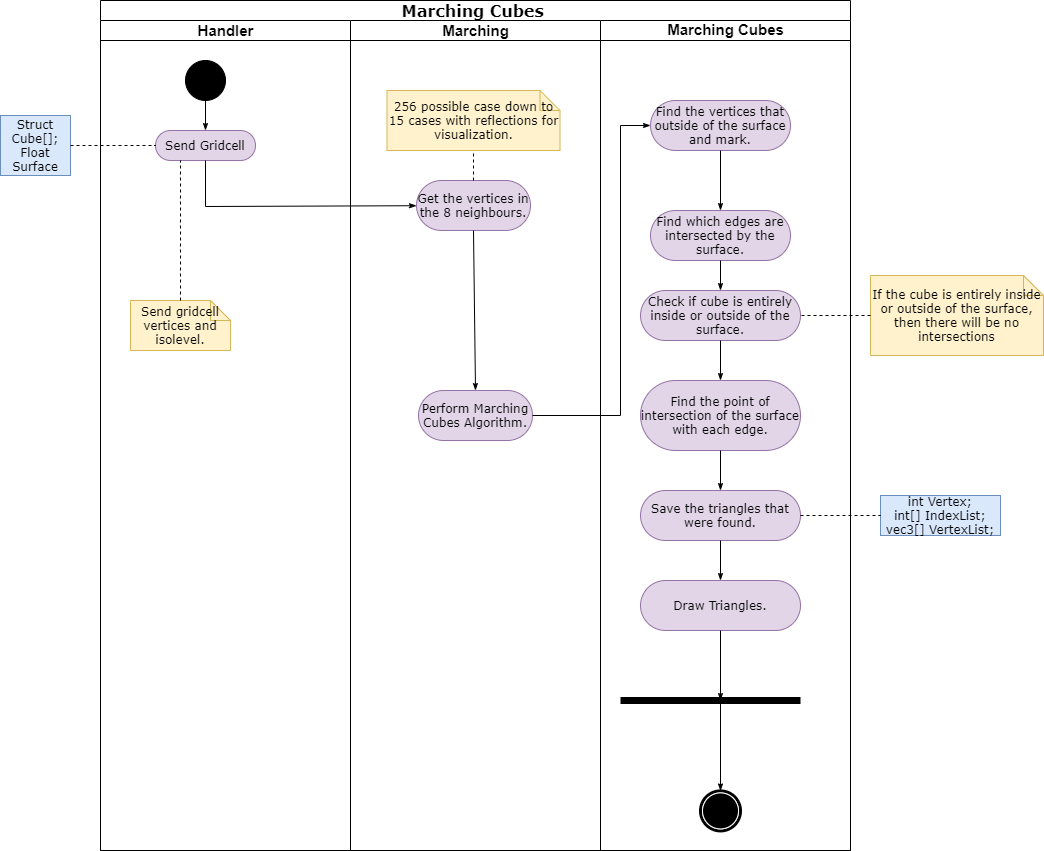 Marching Cubes
Handler
Marching
Marching Cubes
Struct
Cube[];
Float
Surface
Send Gridcell
Send gridcell
vertices and
isolevel.
256 possible case down to
15 cases with reflections for
visualization.
Get the vertices in
the 8 neighbours.
Perform Marching
Cubes Algorithm.
Find the vertices that
outside of the surface
and mark.
Find which edges are
intersected by the
surface.
Check if cube is entirely
inside or outside of the
surface.
If the cube is entirely inside
or outside of the surface,
then there will be no
intersections
Find the point of
intersection of the surface
with each edge.
Save the triangles that
were found.
int Vertex;
int[] IndexList;
vec3[] VertexList;
Draw Triangles.